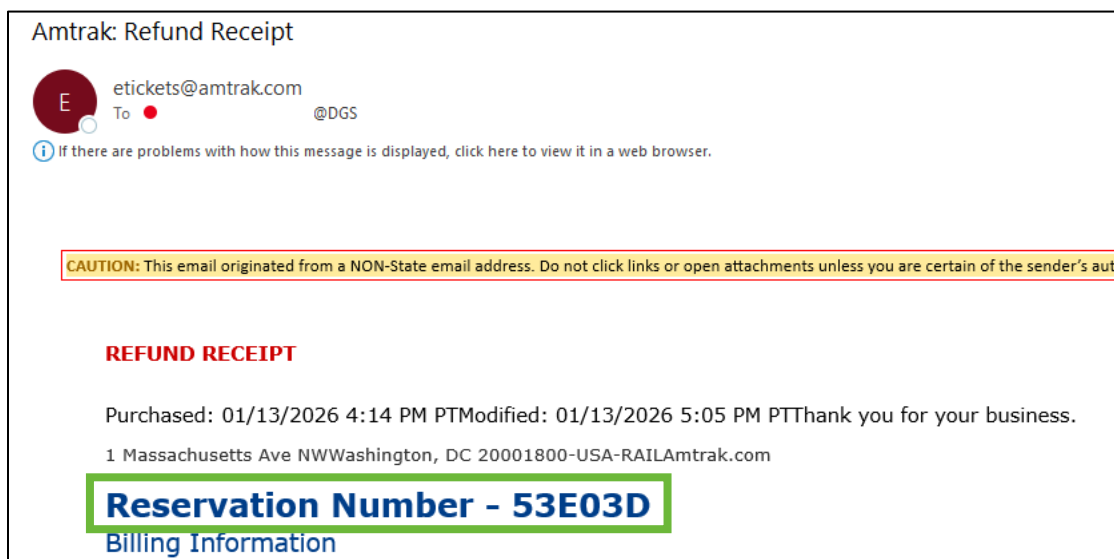 Amtrak: Refund Receipt
E
etickets@amtrak.com
To @DGS
If there are problems with how this message is displayed, click here to view it in a web browser.
CAUTION: This email originated from a NON-State email address. Do not click links or open attachments unless you are certain of the sender’s aut
REFUND RECEIPT
Purchased: 01/13/2026 4:14 PM PTModified: 01/13/2026 5:05 PM PTThank you for your business.
1 Massachusetts Ave NWWashington, DC 20001800-USA-RAILAmtrak.com
Reservation Number - 53E03D
Billing Information